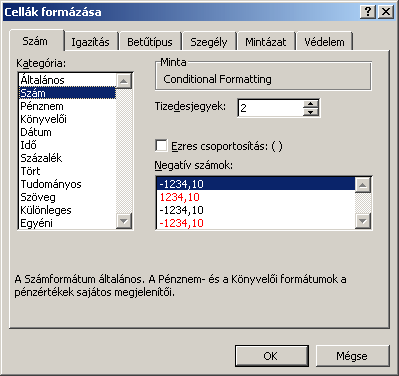 Cellák formázása
Szám Igazítás Betűtípus Szegély Mintázat Védelem
Kategória:
Általános
Szám
Pénznem
Könyvelői
Dátum
Idő
Százalék
Tört
Tudományos
Szöveg
Különleges
Egyéni
Minta
Conditional Formatting
Tizedesjegyek: 2
Ezres csoportosítás: ( )
Negatív számok:
-1234,10
1234,10
-1234,10
-1234,10
A Számformátum általános. A Pénznem- és a Könyvelői formátumok a
pénzértékek sajátos megjelenítői.
OK Mégse